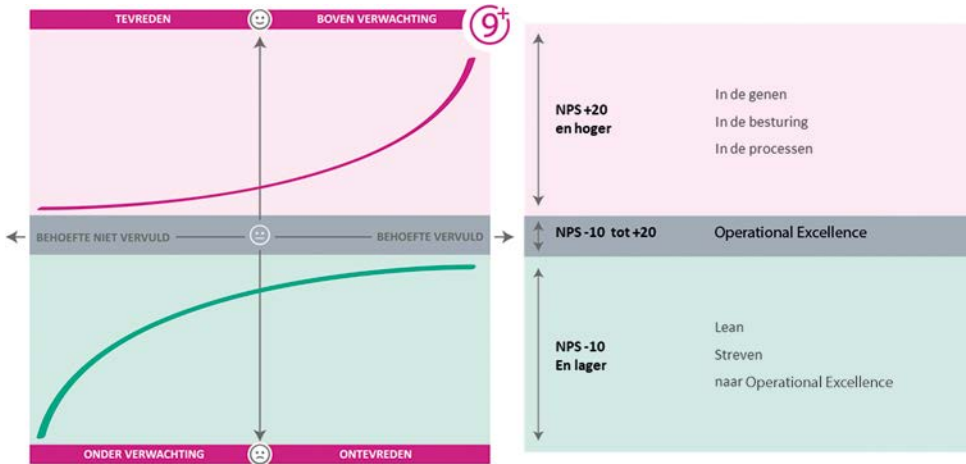 TEVREDEN
BOVEN VERWACHTING
9+
BEHOEFTE NIET VERVULD
BEHOEFTE VERVULD
ONDER VERWACHTING
ONTEVREDEN
NPS +20
en hoger
In de genen
In de besturing
In de processen
NPS -10 tot +20
Operational Excellence
NPS -10
En lager
Lean
Streven
naar Operational Excellence